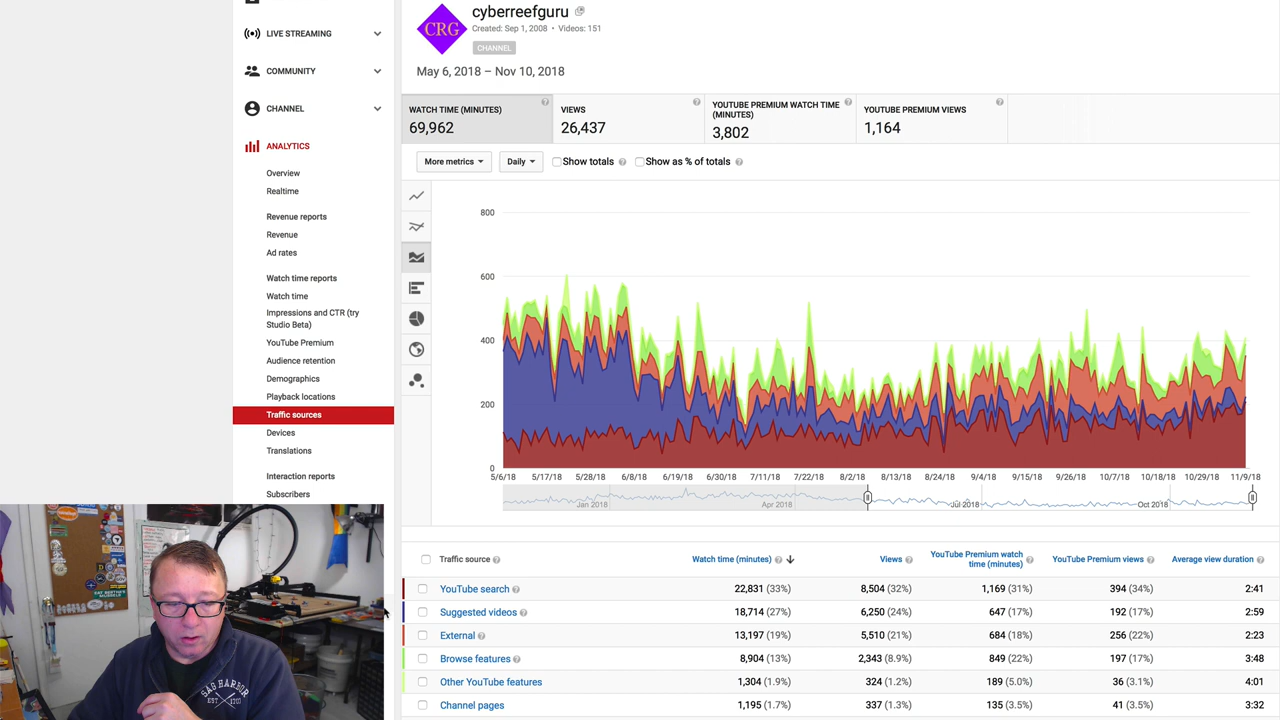 LIVE STREAMING
COMMUNITY
CHANNEL
ANALYTICS
Overview
Realtime
Revenue reports
Revenue
Ad rates
Watch time reports
Watch time
Impressions and CTR (try
Studio Beta)
YouTube Premium
Audience retention
Demographics
Playback locations
Traffic sources
Devices
Translations
Interaction reports
Subscribers
CRG
cyberreefguru
Created: Sep 1, 2008 • Videos: 151
CHANNEL
May 6, 2018 – Nov 10, 2018
WATCH TIME (MINUTES)
69,962
VIEWS
26,437
YOUTUBE PREMIUM WATCH TIME
(MINUTES)
3,802
YOUTUBE PREMIUM VIEWS
1,164
More metrics
Daily
Show totals
Show as % of totals
800
600
400
200
0
5/6/18 5/17/18 5/28/18 6/8/18 6/19/18 6/30/18 7/11/18 7/22/18 8/2/18 8/13/18 8/24/18 9/4/18 9/15/18 9/26/18 10/7/18 10/18/18 10/29/18 11/9/18
Jan 2018 Apr 2018 Jul 2018 Oct 2018
Traffic source Watch time (minutes) Views YouTube Premium watch time (minutes) YouTube Premium views Average view duration
YouTube search 22,831 (33%) 8,504 (32%) 1,169 (31%) 394 (34%) 2:41
Suggested videos 18,714 (27%) 6,250 (24%) 647 (17%) 192 (17%) 2:59
External 13,197 (19%) 5,510 (21%) 684 (18%) 256 (22%) 2:23
Browse features 8,904 (13%) 2,343 (8.9%) 849 (22%) 197 (17%) 3:48
Other YouTube features 1,304 (1.9%) 324 (1.2%) 189 (5.0%) 36 (3.1%) 4:01
Channel pages 1,195 (1.7%) 337 (1.3%) 135 (3.5%) 41 (3.5%) 3:32
SAG HARBOR
EST 1707